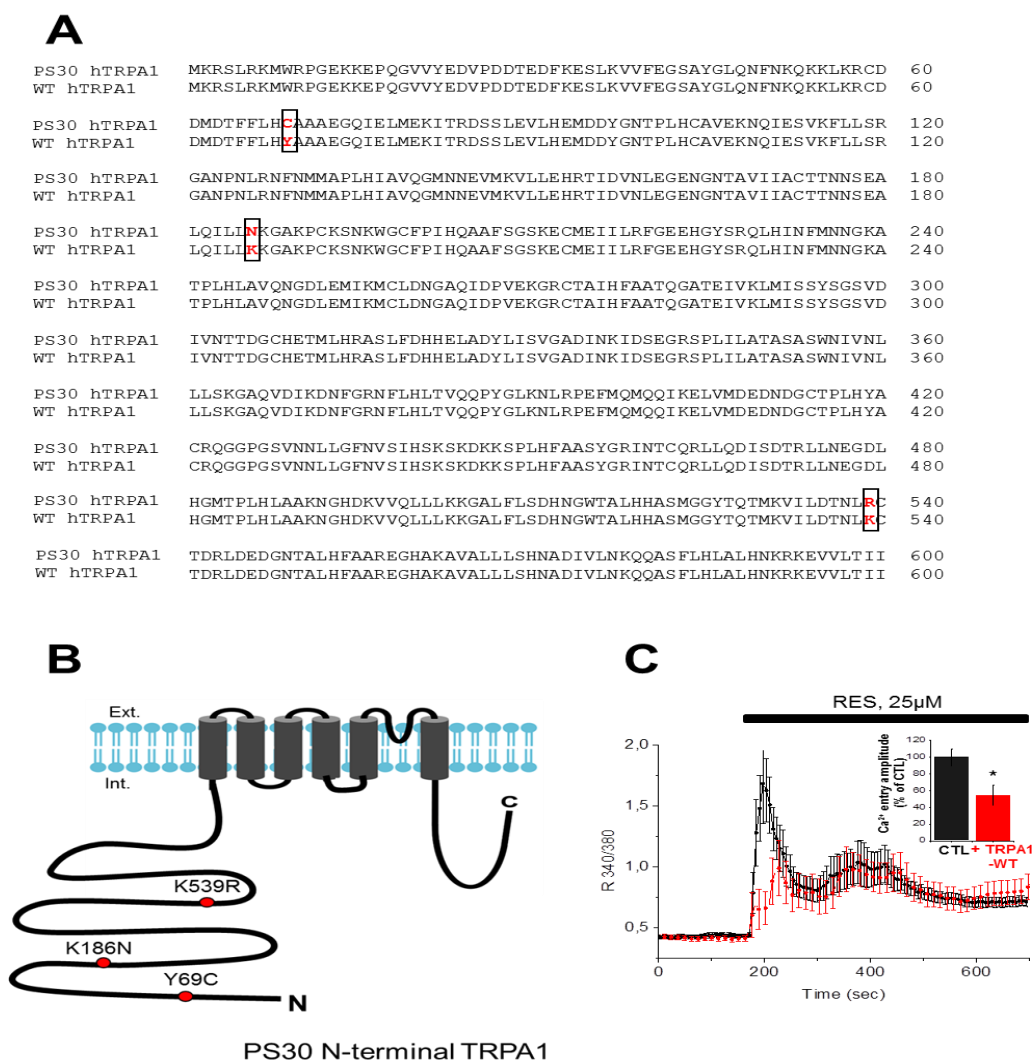 A
PS30 hTRPA1 MKRSLRKMWRPGEKKEPQGVVYEDVPDDTEDFKESLKVVFEGSAYGLQNFNKQKKLKRCD 60
WT hTRPA1 MKRSLRKMWRPGEKKEPQGVVYEDVPDDTEDFKESLKVVFEGSAYGLQNFNKQKKLKRCD 60
PS30 hTRPA1 DMDTFFLHCAAAEGQIELMEKITRDSSLEVLHEMDDYGNTPLHCAVEKNQIESVKFLLSR 120
WT hTRPA1 DMDTFFLHYAAAEGQIELMEKITRDSSLEVLHEMDDYGNTPLHCAVEKNQIESVKFLLSR 120
PS30 hTRPA1 GANPNLRNFNMMAPLHIAVQGMNNEVMKVLLEHRTIDVNLEGENGNTAVIIACTTNNSEA 180
WT hTRPA1 GANPNLRNFNMMAPLHIAVQGMNNEVMKVLLEHRTIDVNLEGENGNTAVIIACTTNNSEA 180
PS30 hTRPA1 LQILLNKGAKPCKSNKWGCFPIHQAAFSGSKECMEIILRFGEEHGYSRQLHINFMNNGKA 240
WT hTRPA1 LQILLKKGAKPCKSNKWGCFPIHQAAFSGSKECMEIILRFGEEHGYSRQLHINFMNNGKA 240
PS30 hTRPA1 TPLHLAVQNGDLEMIKMCLDNGAQIDPVEKGRCTAIHFAATQGATEIVKLMISSYSGSVD 300
WT hTRPA1 TPLHLAVQNGDLEMIKMCLDNGAQIDPVEKGRCTAIHFAATQGATEIVKLMISSYSGSVD 300
PS30 hTRPA1 IVNTTDGCHETMLHRASLFDHHELADYLISVGADINKIDSEGRSPLILATASASWNIVNL 360
WT hTRPA1 IVNTTDGCHETMLHRASLFDHHELADYLISVGADINKIDSEGRSPLILATASASWNIVNL 360
PS30 hTRPA1 LLSKGAQVDIKDNFGRNFLHLTVQQPYGLKNLRPEFMQMQQIKELVMDEDNDGCTPLHYA 420
WT hTRPA1 LLSKGAQVDIKDNFGRNFLHLTVQQPYGLKNLRPEFMQMQQIKELVMDEDNDGCTPLHYA 420
PS30 hTRPA1 CRQGGPGSVNNLLGFNVSIHSKSKDKKSPLHFAASYGRINTCQRLLQDISDTRLLNEGDL 480
WT hTRPA1 CRQGGPGSVNNLLGFNVSIHSKSKDKKSPLHFAASYGRINTCQRLLQDISDTRLLNEGDL 480
PS30 hTRPA1 HGMTPLHLAAKNGHDKVVQLLLKKGALFLSDHNGWTALHHASMGGYTQTMKVILDTNLRC 540
WT hTRPA1 HGMTPLHLAAKNGHDKVVQLLLKKGALFLSDHNGWTALHHASMGGYTQTMKVILDTNLKC 540
PS30 hTRPA1 TDRLDEDGNTALHFAAREGHAKAVALLLSHNADIVLNKQQASFLHLALHNKRKEVVLTII 600
WT hTRPA1 TDRLDEDGNTALHFAAREGHAKAVALLLSHNADIVLNKQQASFLHLALHNKRKEVVLTII 600
B
Ext.
Int.
C
K539R
K186N
Y69C
N
PS30 N-terminal TRPA1
C
RES, 25µM
R 340/380
2,0
1,5
1,0
0,5
0 200 400 600
Time (sec)
Ca²⁺ entry amplitude
(% of CTL)
120
100
80
60
40
20
0
*
CTL + TRPA1
-WT